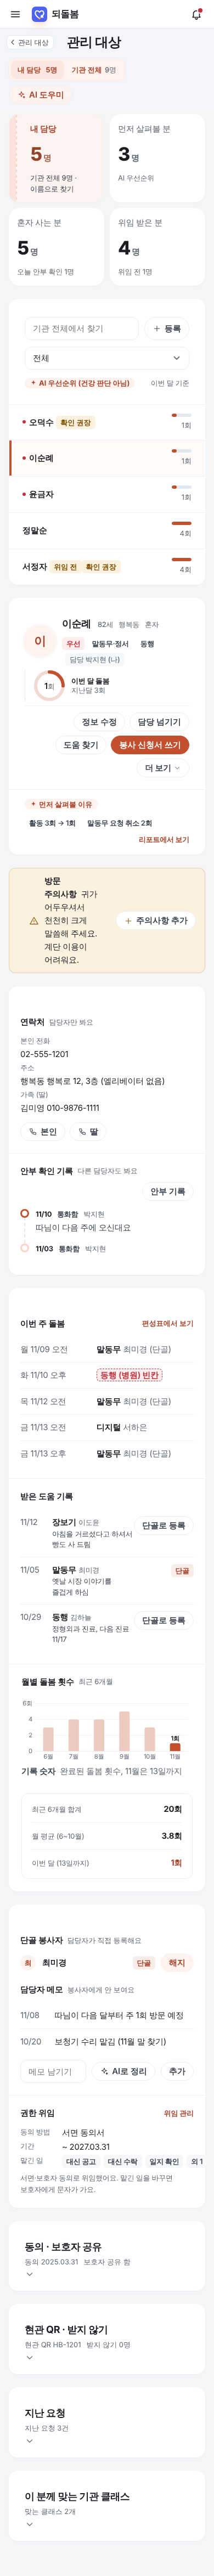 되돌봄
관리 대상
관리 대상
내 담당 5명
기관 전체 9명
AI 도우미
내 담당
5명
기관 전체 9명 ·
이름으로 찾기
먼저 살펴볼 분
3명
AI 우선순위
혼자 사는 분
5명
오늘 안부 확인 1명
위임 받은 분
4명
위임 전 1명
기관 전체에서 찾기
등록
전체
AI 우선순위 (건강 판단 아님)
이번 달 기준
오덕수 확인 권장
1회
이순례
1회
윤금자
1회
정말순
4회
서정자 위임 전 확인 권장
4회
이
이순례 82세 행복동 혼자
우선 말동무·정서 동행
담당 박지현 (나)
1회
이번 달 돌봄
지난달 3회
정보 수정
담당 넘기기
도움 찾기
봉사 신청서 쓰기
더 보기
먼저 살펴볼 이유
활동 3회 → 1회 말동무 요청 취소 2회
리포트에서 보기
방문
주의사항 귀가
어두우셔서
천천히 크게
말씀해 주세요.
계단 이용이
어려워요.
주의사항 추가
연락처 담당자만 봐요
본인 전화
02-555-1201
주소
행복동 행복로 12, 3층 (엘리베이터 없음)
가족 (딸)
김미영 010-9876-1111
본인
딸
안부 확인 기록 다른 담당자도 봐요
안부 기록
11/10 통화함 박지현
따님이 다음 주에 오신대요
11/03 통화함 박지현
이번 주 돌봄
편성표에서 보기
월 11/09 오전 말동무 최미경 (단골)
화 11/10 오후 동행 (병원) 빈칸
목 11/12 오전 말동무 최미경 (단골)
금 11/13 오전 디지털 서하은
금 11/13 오후 말동무 최미경 (단골)
받은 도움 기록
11/12 장보기 이도윤
아침을 거르셨다고 하셔서
빵도 사 드림
단골로 등록
11/05 말동무 최미경
옛날 시장 이야기를
즐겁게 하심
단골
10/29 동행 김하늘
정형외과 진료, 다음 진료
11/17
단골로 등록
월별 돌봄 횟수 최근 6개월
6회
4
2
0
1회
6월 7월 8월 9월 10월 11월
기록 숫자 완료된 돌봄 횟수, 11월은 13일까지
최근 6개월 합계 20회
월 평균 (6~10월) 3.8회
이번 달 (13일까지) 1회
단골 봉사자 담당자가 직접 등록해요
최 최미경 단골 해지
담당자 메모 봉사자에게 안 보여요
11/08 따님이 다음 달부터 주 1회 방문 예정
10/20 보청기 수리 맡김 (11월 말 찾기)
메모 남기기
AI로 정리
추가
권한 위임
위임 관리
동의 방법 서면 동의서
기간 ~ 2027.03.31
맡긴 일 대신 공고 대신 수락 일지 확인 외 1
서면·보호자 동의로 위임했어요. 맡긴 일을 바꾸면
보호자에게 문자가 가요.
동의 · 보호자 공유
동의 2025.03.31 보호자 공유 함
현관 QR · 받지 않기
현관 QR HB-1201 받지 않기 0명
지난 요청
지난 요청 3건
이 분께 맞는 기관 클래스
맞는 클래스 2개